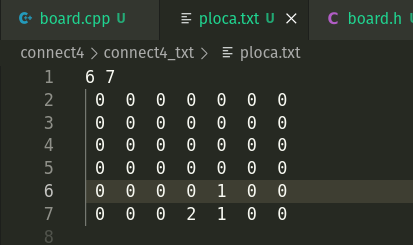 board.cpp U ploca.txt U × C board.h
connect4 > connect4_txt > ploca.txt
1 6 7
2 0 0 0 0 0 0 0
3 0 0 0 0 0 0 0
4 0 0 0 0 0 0 0
5 0 0 0 0 0 0 0
6 0 0 0 0 1 0 0
7 0 0 0 2 1 0 0
8